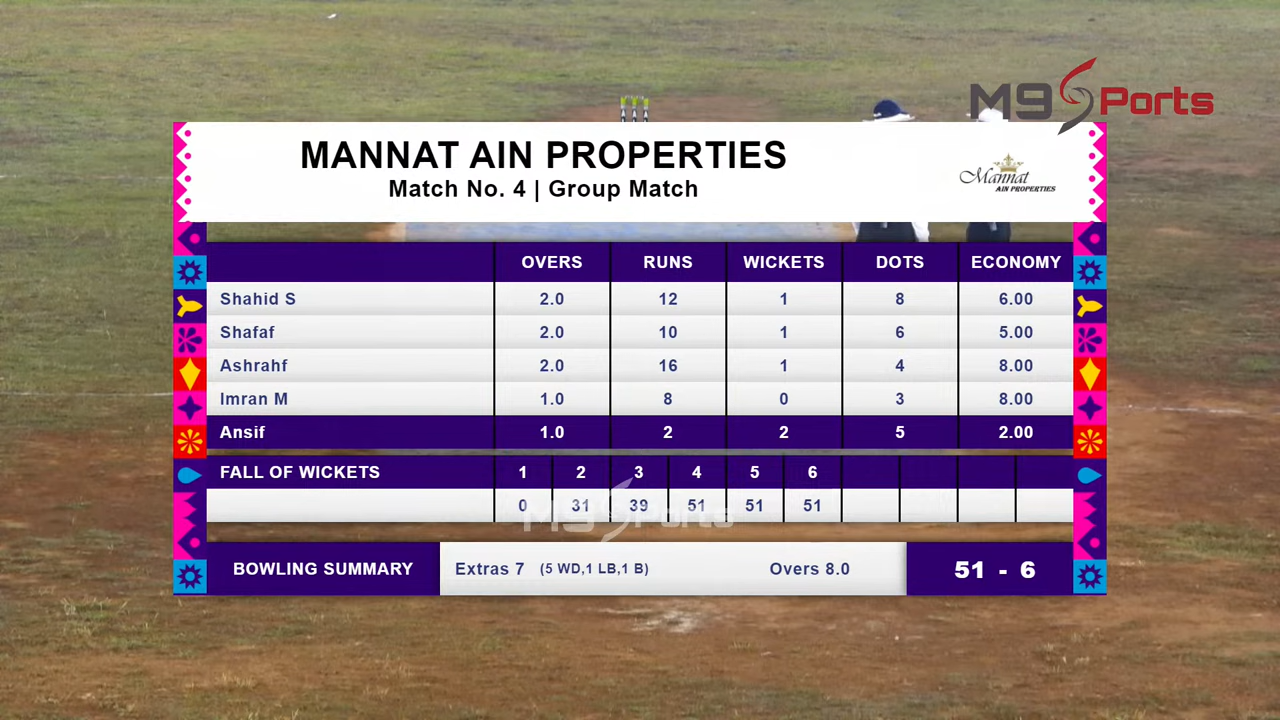 M9 SPorts
MANNAT AIN PROPERTIES
Match No. 4 | Group Match
Mannat
AIN PROPERTIES
OVERS RUNS WICKETS DOTS ECONOMY
Shahid S 2.0 12 1 8 6.00
Shafaf 2.0 10 1 6 5.00
Ashrahf 2.0 16 1 4 8.00
Imran M 1.0 8 0 3 8.00
Ansif 1.0 2 2 5 2.00
FALL OF WICKETS 1 2 3 4 5 6
0 31 39 51 51 51
M9 SPorts
BOWLING SUMMARY Extras 7 (5 WD,1 LB,1 B) Overs 8.0 51 - 6